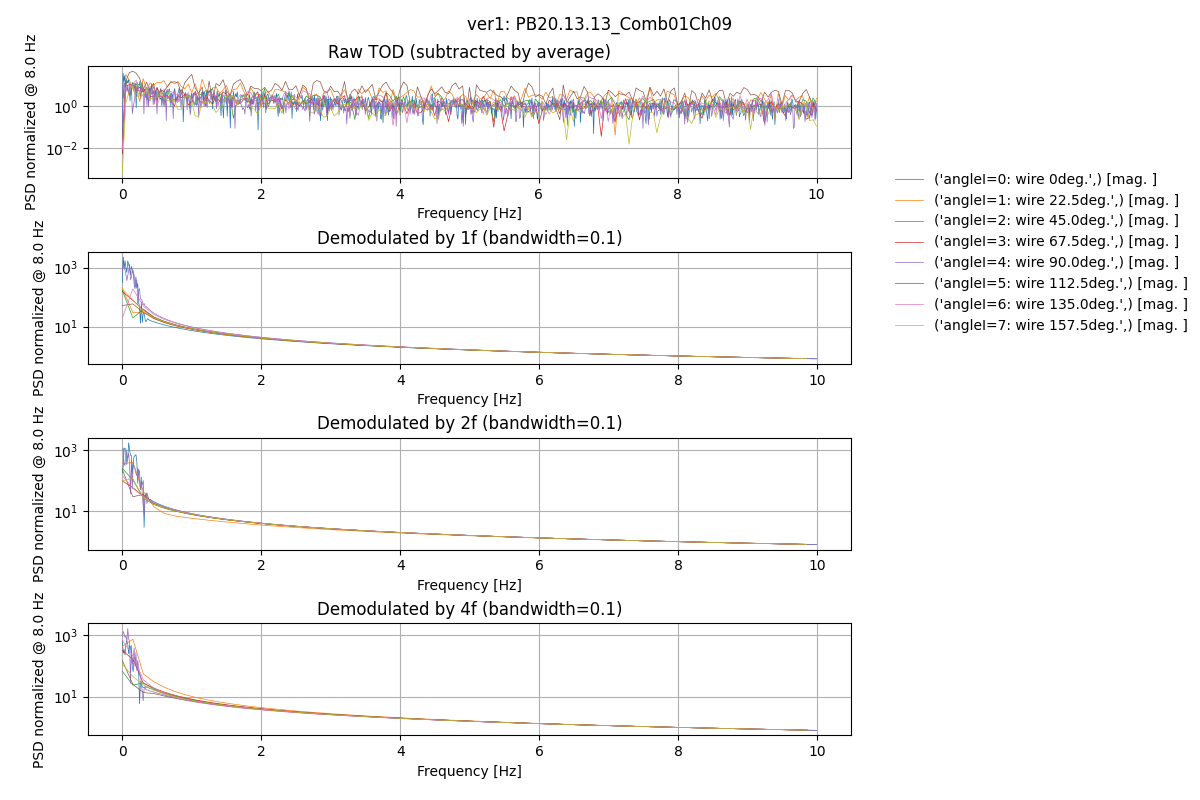 ver1: PB20.13.13_Comb01Ch09
Raw TOD (subtracted by average)
PSD normalized @ 8.0 Hz
10^0
10^-2
0 2 4 6 8 10
Frequency [Hz]
Demodulated by 1f (bandwidth=0.1)
PSD normalized @ 8.0 Hz
10^3
10^1
0 2 4 6 8 10
Frequency [Hz]
Demodulated by 2f (bandwidth=0.1)
PSD normalized @ 8.0 Hz
10^3
10^1
0 2 4 6 8 10
Frequency [Hz]
Demodulated by 4f (bandwidth=0.1)
PSD normalized @ 8.0 Hz
10^3
10^1
0 2 4 6 8 10
Frequency [Hz]
('angleI=0: wire 0deg.',) [mag. ]
('angleI=1: wire 22.5deg.',) [mag. ]
('angleI=2: wire 45.0deg.',) [mag. ]
('angleI=3: wire 67.5deg.',) [mag. ]
('angleI=4: wire 90.0deg.',) [mag. ]
('angleI=5: wire 112.5deg.',) [mag. ]
('angleI=6: wire 135.0deg.',) [mag. ]
('angleI=7: wire 157.5deg.',) [mag. ]